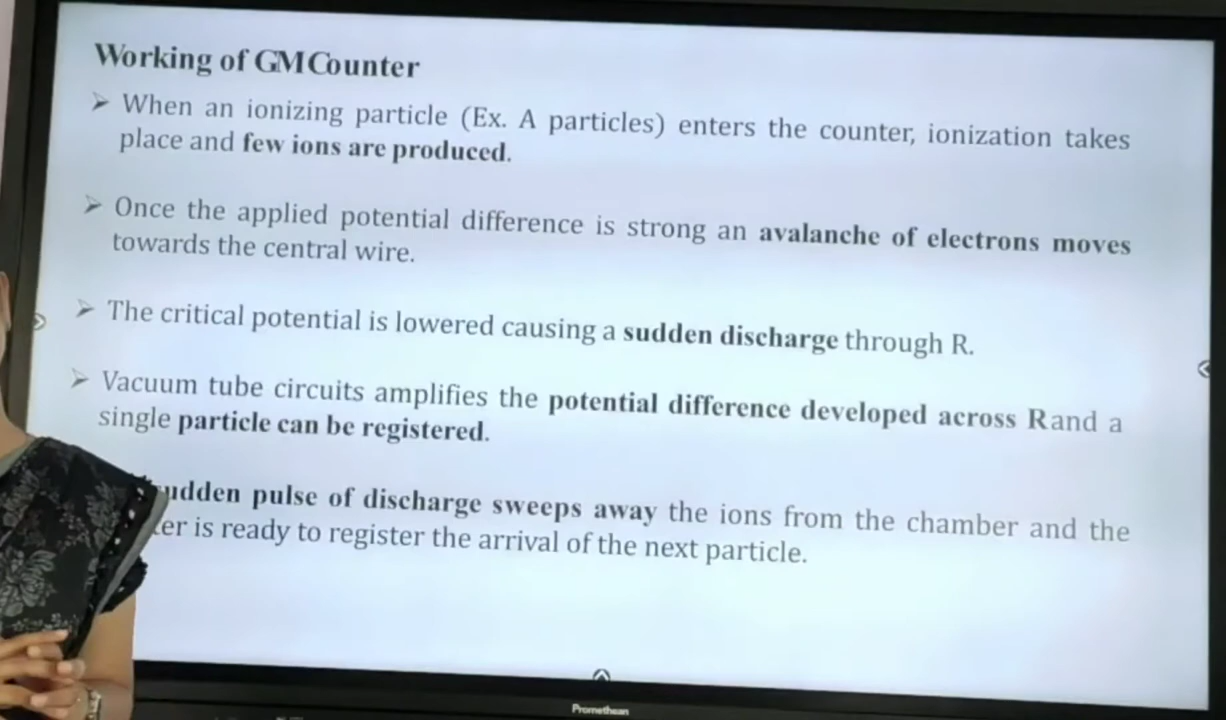 Working of GM Counter
➢ When an ionizing particle (Ex. A particles) enters the counter, ionization takes
place and few ions are produced.
➢ Once the applied potential difference is strong an avalanche of electrons moves
towards the central wire.
➢ The critical potential is lowered causing a sudden discharge through R.
➢ Vacuum tube circuits amplifies the potential difference developed across R and a
single particle can be registered.
udden pulse of discharge sweeps away the ions from the chamber and the
ter is ready to register the arrival of the next particle.
Promethean